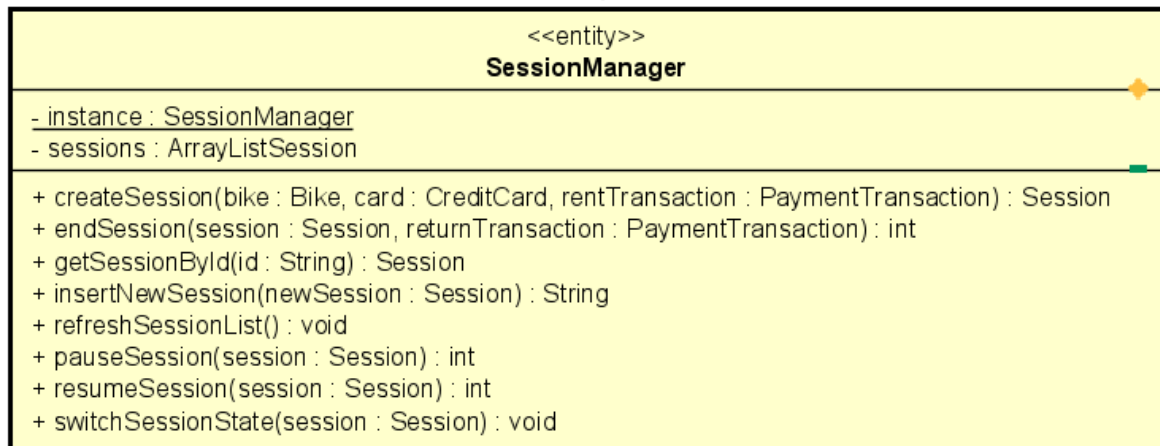 <<entity>>
SessionManager
- instance : SessionManager
- sessions : ArrayListSession
+ createSession(bike : Bike, card : CreditCard, rentTransaction : PaymentTransaction) : Session
+ endSession(session : Session, returnTransaction : PaymentTransaction) : int
+ getSessionById(id : String) : Session
+ insertNewSession(newSession : Session) : String
+ refreshSessionList() : void
+ pauseSession(session : Session) : int
+ resumeSession(session : Session) : int
+ switchSessionState(session : Session) : void